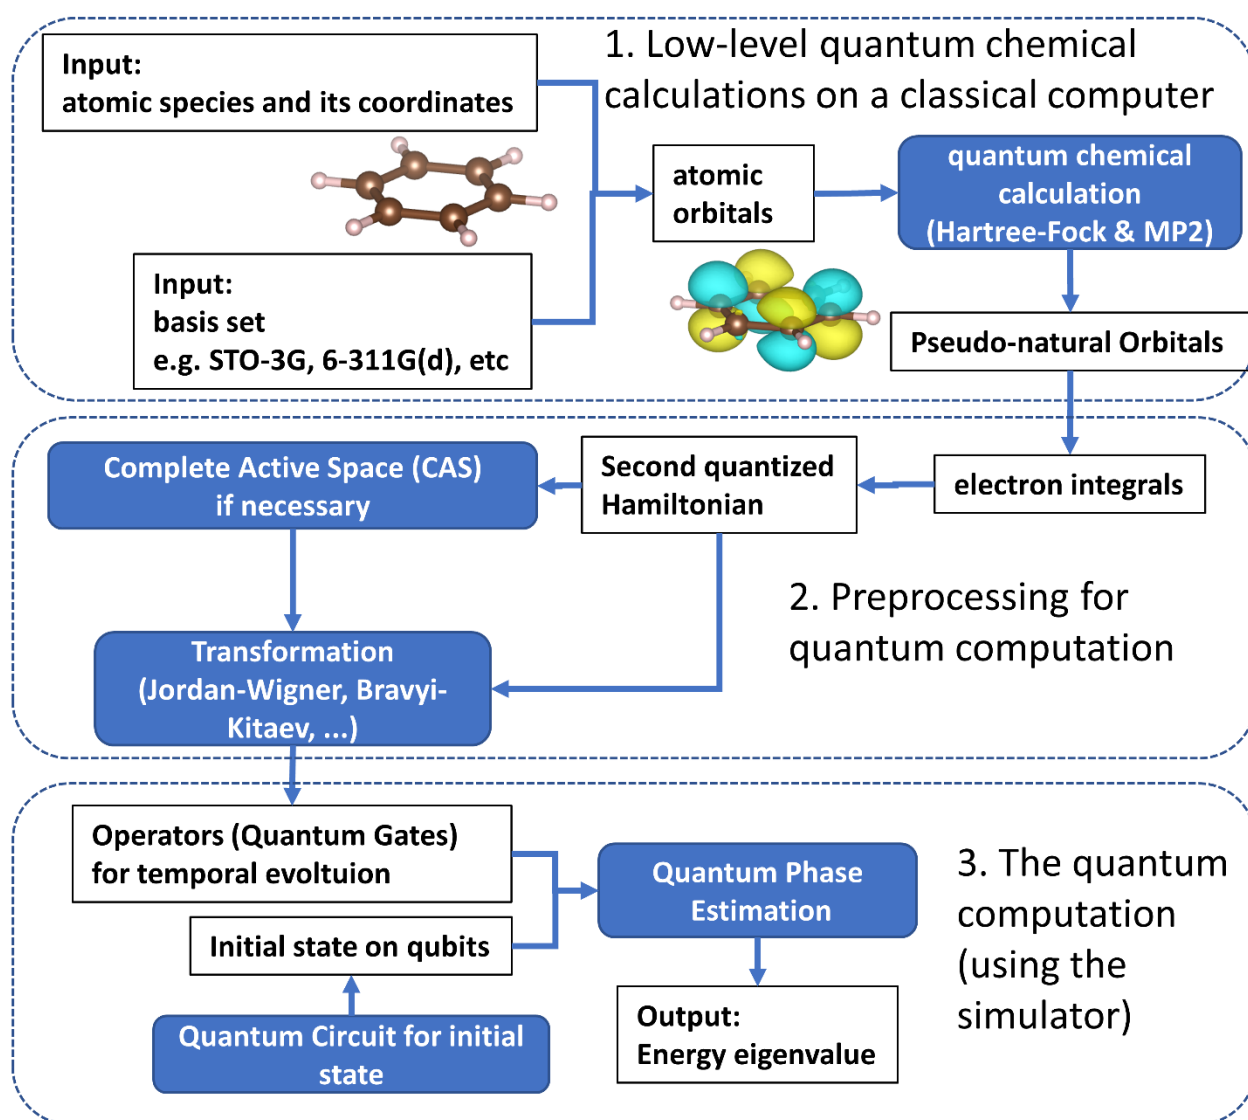 1. Low-level quantum chemical
calculations on a classical computer
Input:
atomic species and its coordinates
Input:
basis set
e.g. STO-3G, 6-311G(d), etc
atomic
orbitals
quantum chemical
calculation
(Hartree-Fock & MP2)
Pseudo-natural Orbitals
electron integrals
Second quantized
Hamiltonian
Complete Active Space (CAS)
if necessary
2. Preprocessing for
quantum computation
Transformation
(Jordan-Wigner, Bravyi-
Kitaev, ...)
Operators (Quantum Gates)
for temporal evoltuion
Initial state on qubits
Quantum Circuit for initial
state
Quantum Phase
Estimation
Output:
Energy eigenvalue
3. The quantum
computation
(using the
simulator)